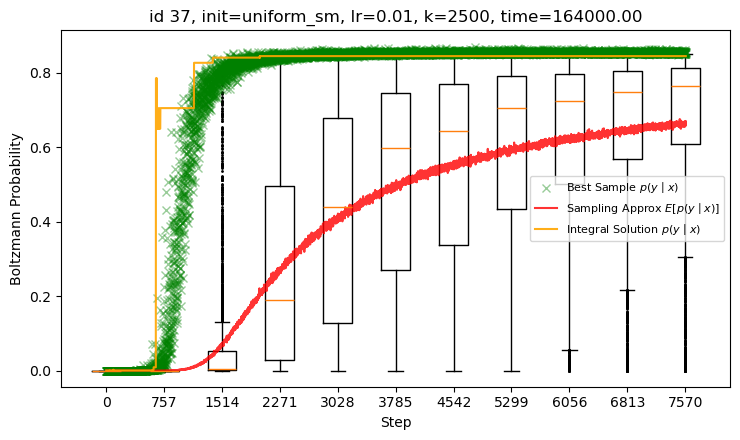 id 37, init=uniform_sm, lr=0.01, k=2500, time=164000.00
Boltzmann Probability
0.8
0.6
0.4
0.2
0.0
Best Sample p(y | x)
Sampling Approx E[p(y | x)]
Integral Solution p(y | x)
0 757 1514 2271 3028 3785 4542 5299 6056 6813 7570
Step